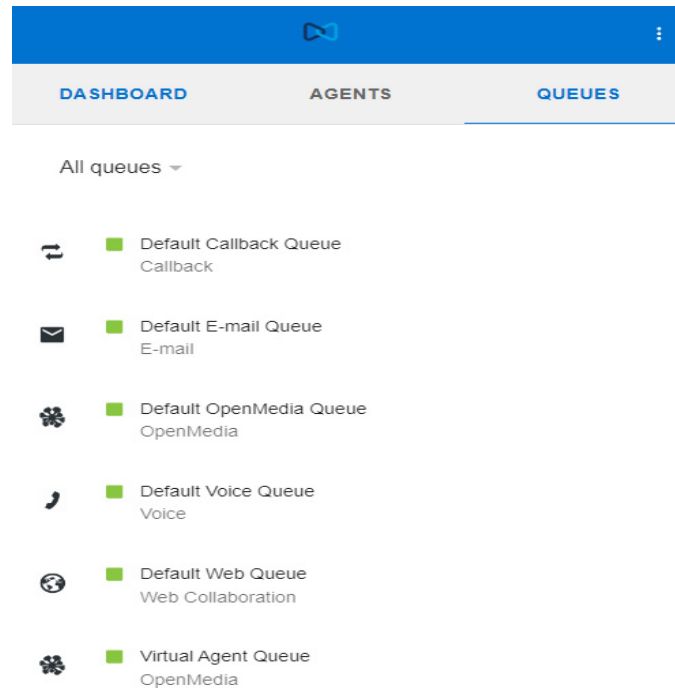 DASHBOARD AGENTS QUEUES
All queues
Default Callback Queue
Callback
Default E-mail Queue
E-mail
Default OpenMedia Queue
OpenMedia
Default Voice Queue
Voice
Default Web Queue
Web Collaboration
Virtual Agent Queue
OpenMedia